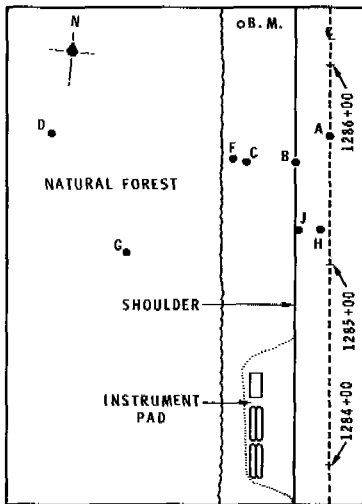 B.M.
N
℄
D
A
1286+00
F
C
B
NATURAL FOREST
J
H
G
SHOULDER
1285+00
INSTRUMENT
PAD
1284+00